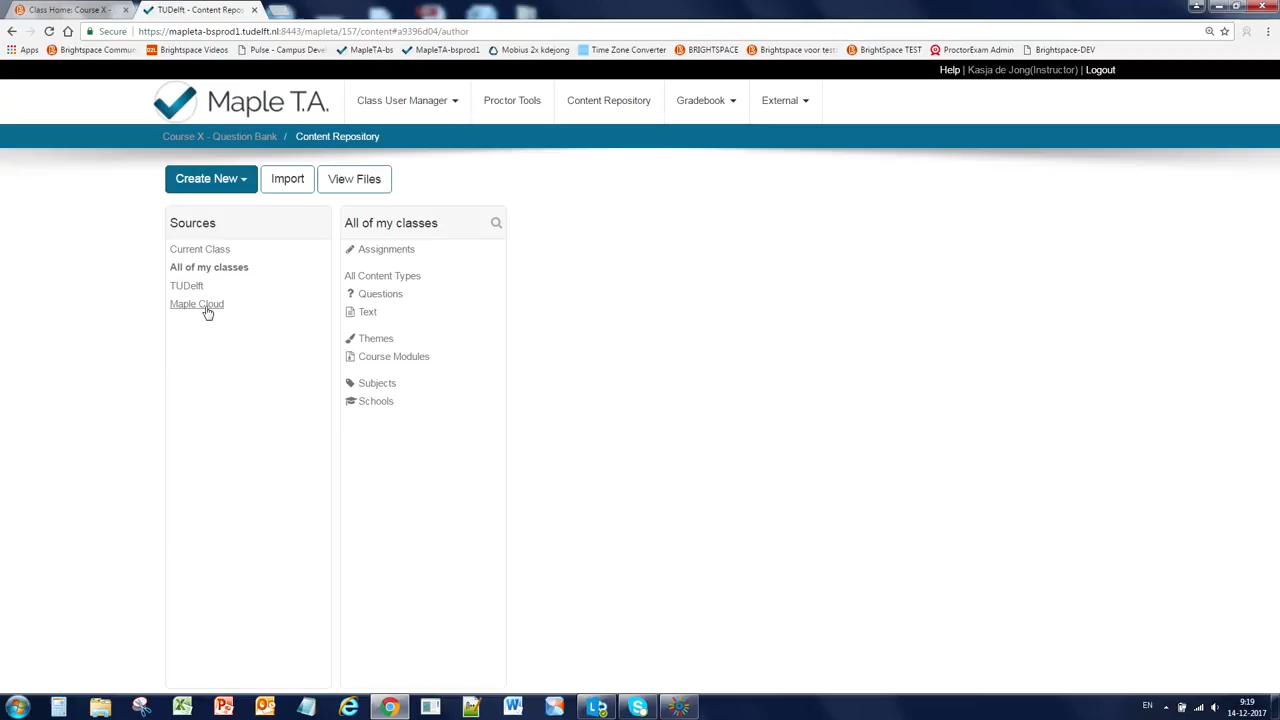 Class Home: Course X -
TUDelft - Content Repos
Secure
https://mapleta-bsprod1.tudelft.nl:8443/mapleta/157/content#a9396d04/author
Apps
Brightspace Commun
Brightspace Videos
Pulse - Campus Devel
MapleTA-bs
MapleTA-bsprod1
Mobius 2x kdejong
Time Zone Converter
BRIGHTSPACE
Brightspace voor test
BrightSpace TEST
ProctorExam Admin
Brightspace-DEV
Help | Kasja de Jong(Instructor) | Logout
Maple T.A.
Class User Manager
Proctor Tools
Content Repository
Gradebook
External
Course X - Question Bank / Content Repository
Create New
Import
View Files
Sources
Current Class
All of my classes
TUDelft
Maple Cloud
All of my classes
Assignments
All Content Types
? Questions
Text
Themes
Course Modules
Subjects
Schools
EN
9:19
14-12-2017